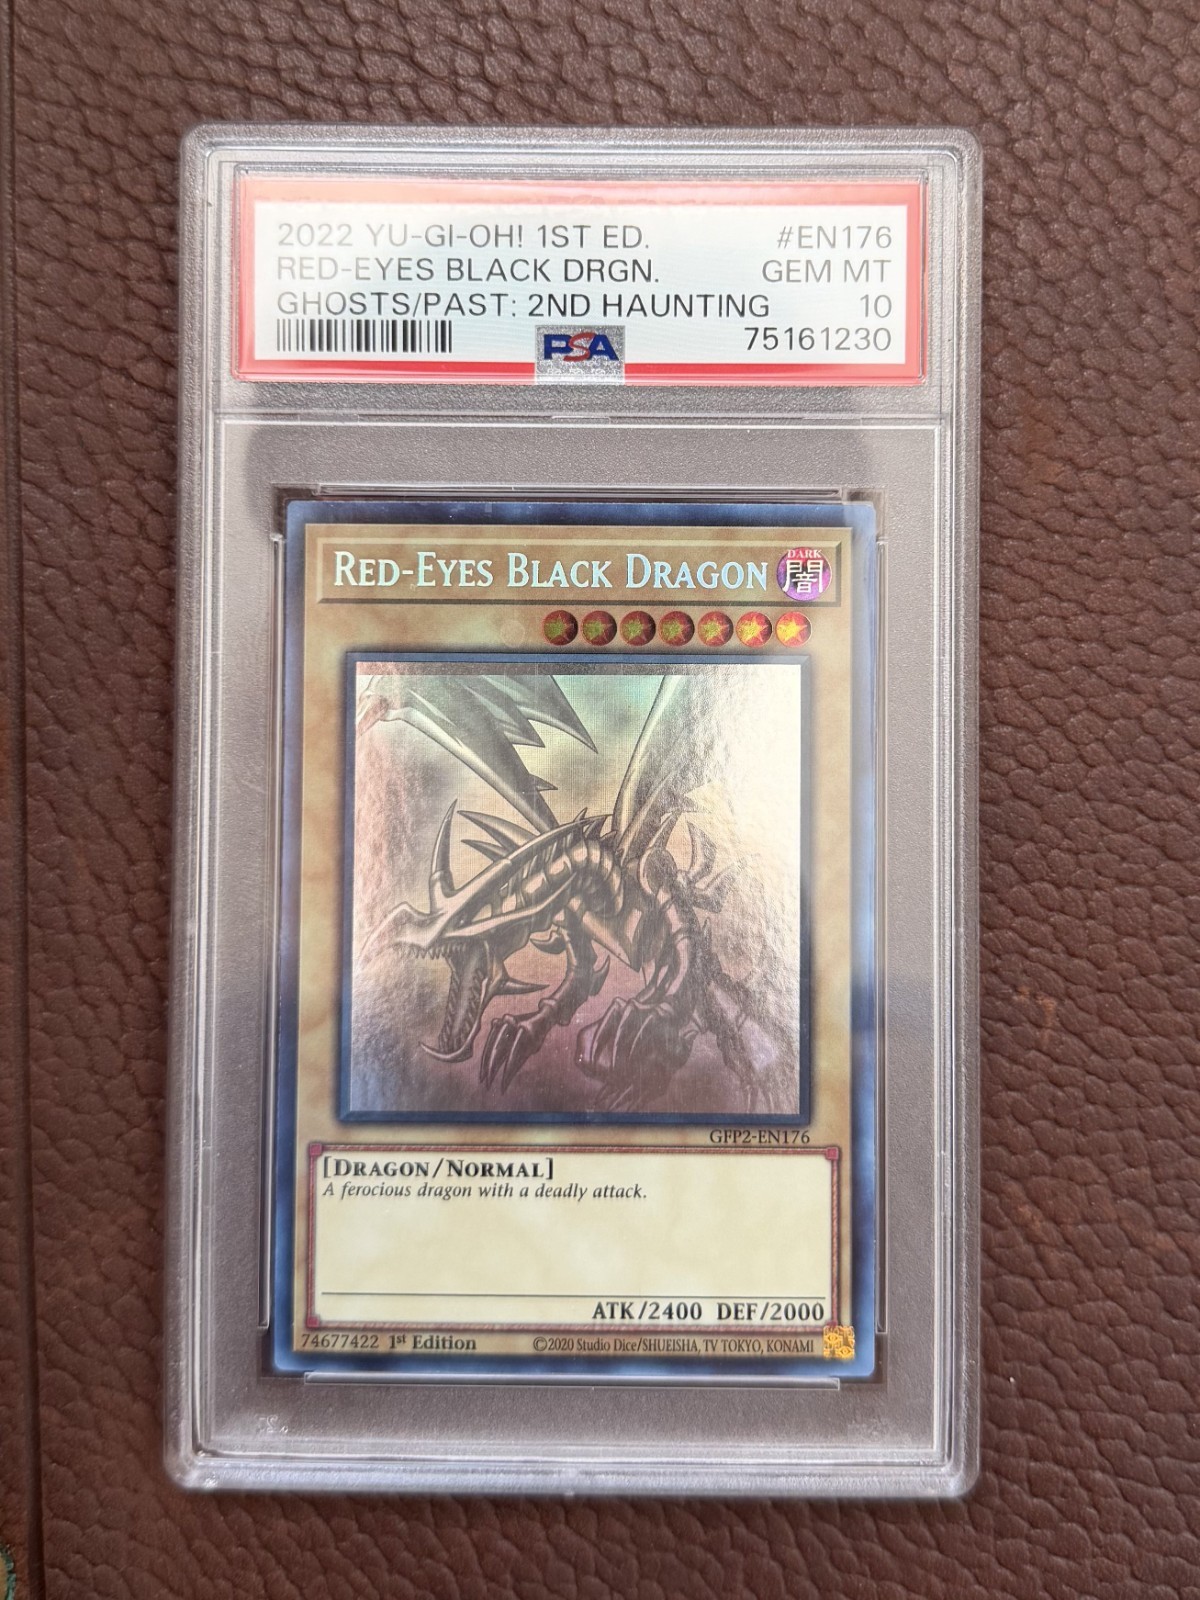 2022 YU-GI-OH! 1ST ED. #EN176
RED-EYES BLACK DRGN. GEM MT
GHOSTS/PAST: 2ND HAUNTING 10
PSA 75161230
RED-EYES BLACK DRAGON
DARK
闇
GFP2-EN176
[DRAGON/NORMAL]
A ferocious dragon with a deadly attack.
ATK/2400 DEF/2000
74677422 1st Edition ©2020 Studio Dice/SHUEISHA, TV TOKYO, KONAMI